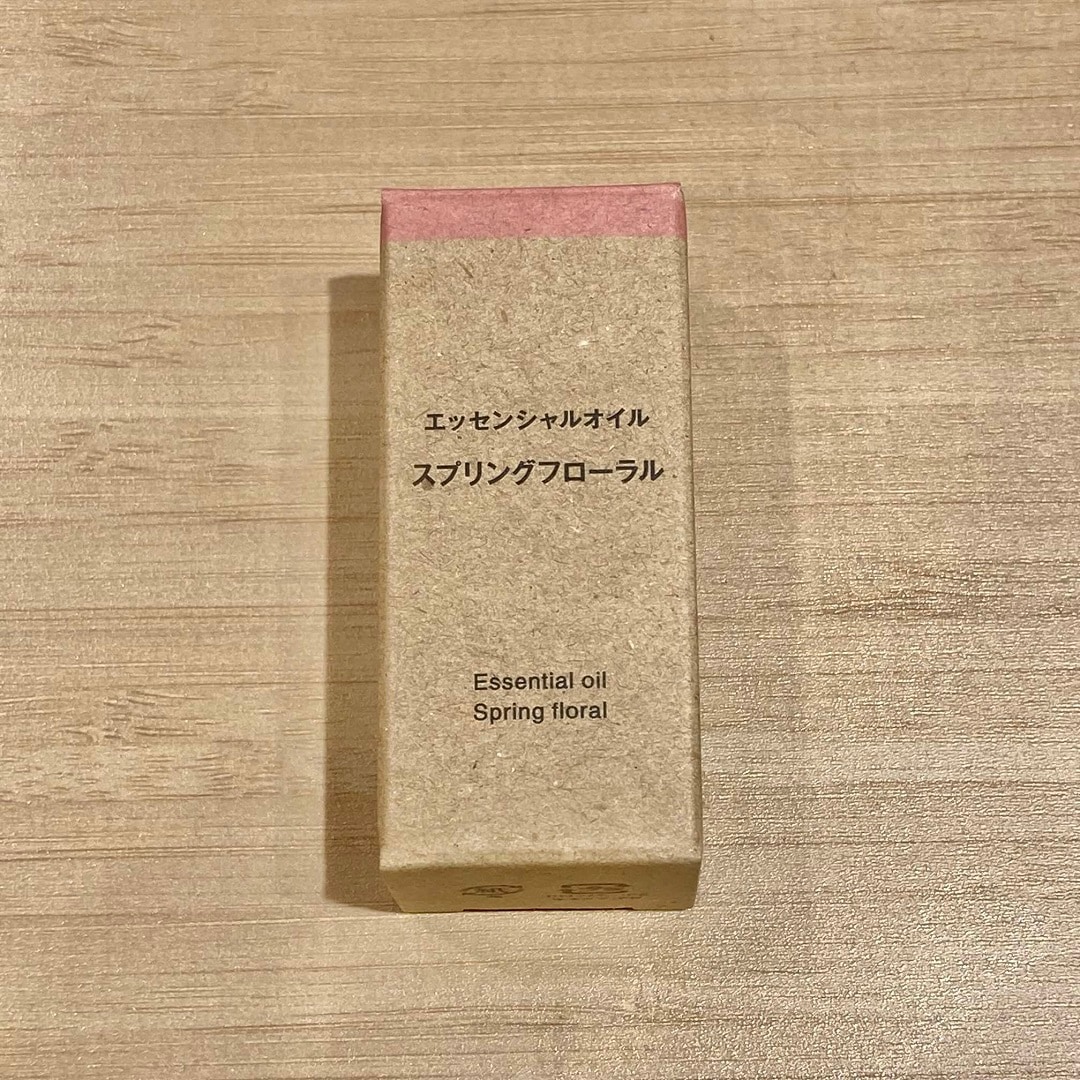 エッセンシャルオイル
スプリングフローラル
Essential oil
Spring floral